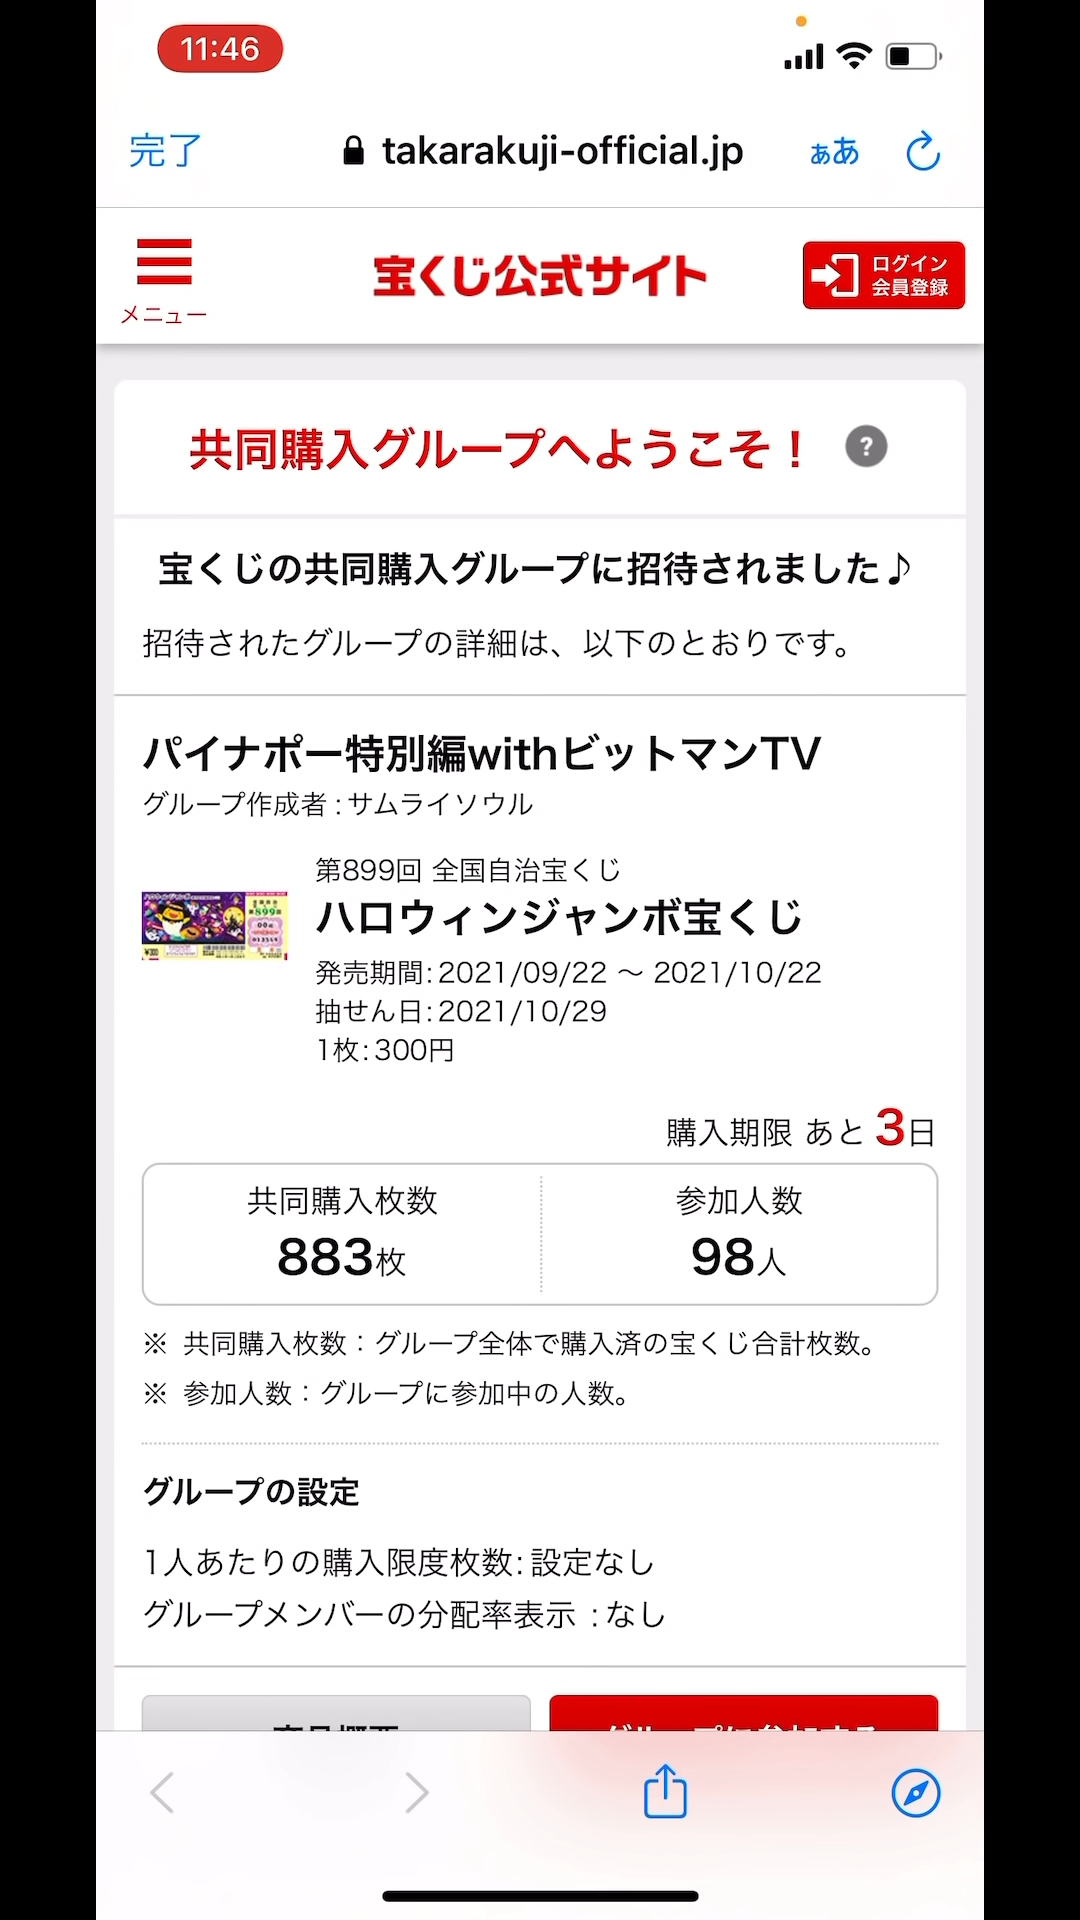 11:46
完了
takarakuji-official.jp
ああ
メニュー
宝くじ公式サイト
ログイン
会員登録
共同購入グループへようこそ！
?
宝くじの共同購入グループに招待されました♪
招待されたグループの詳細は、以下のとおりです。
パイナポー特別編withビットマンTV
グループ作成者:サムライソウル
第899回 全国自治宝くじ
ハロウィンジャンボ宝くじ
発売期間:2021/09/22 〜 2021/10/22
抽せん日:2021/10/29
1枚:300円
購入期限 あと 3日
共同購入枚数
883枚
参加人数
98人
※ 共同購入枚数：グループ全体で購入済の宝くじ合計枚数。
※ 参加人数：グループに参加中の人数。
グループの設定
1人あたりの購入限度枚数:設定なし
グループメンバーの分配率表示 :なし